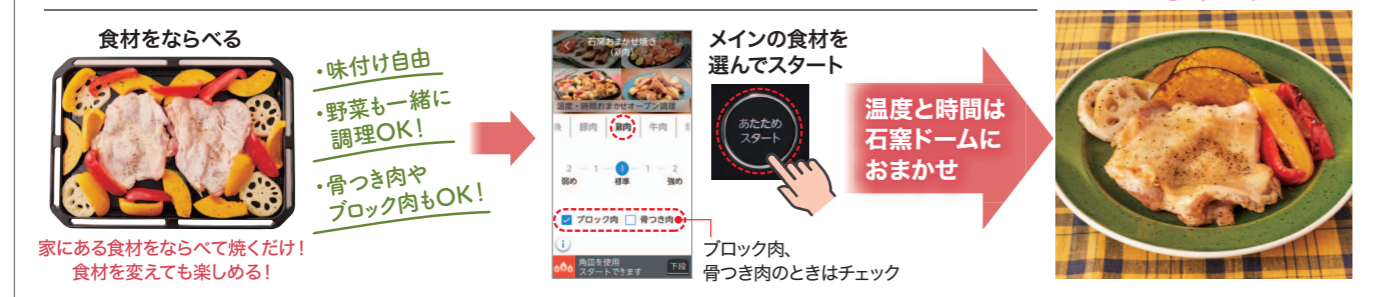 食材をならべる
・味付け自由
・野菜も一緒に
調理OK!
・骨つき肉や
ブロック肉もOK!
家にある食材をならべて焼くだけ!
食材を変えても楽しめる!
石窯おまかせ焼き
(鶏肉)
温度・時間おまかせオーブン調理
豚肉 鶏肉 牛肉
2 1 0 1 2
弱め 標準 強め
ブロック肉 骨つき肉
i
角皿を使用
スタートできます
下段
メインの食材を
選んでスタート
あたため
スタート
ブロック肉、
骨つき肉のときはチェック
温度と時間は
石窯ドームに
おまかせ